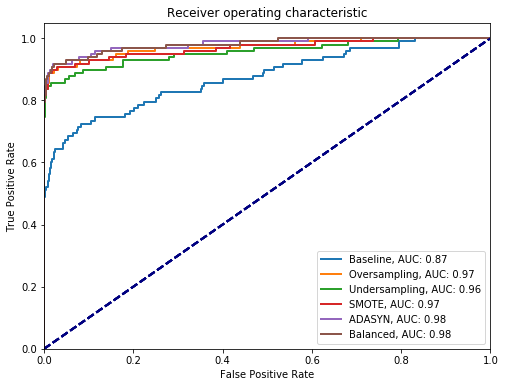 Receiver operating characteristic
1.0
0.8
0.6
0.4
0.2
0.0
True Positive Rate
Baseline, AUC: 0.87
Oversampling, AUC: 0.97
Undersampling, AUC: 0.96
SMOTE, AUC: 0.97
ADASYN, AUC: 0.98
Balanced, AUC: 0.98
0.0 0.2 0.4 0.6 0.8 1.0
False Positive Rate